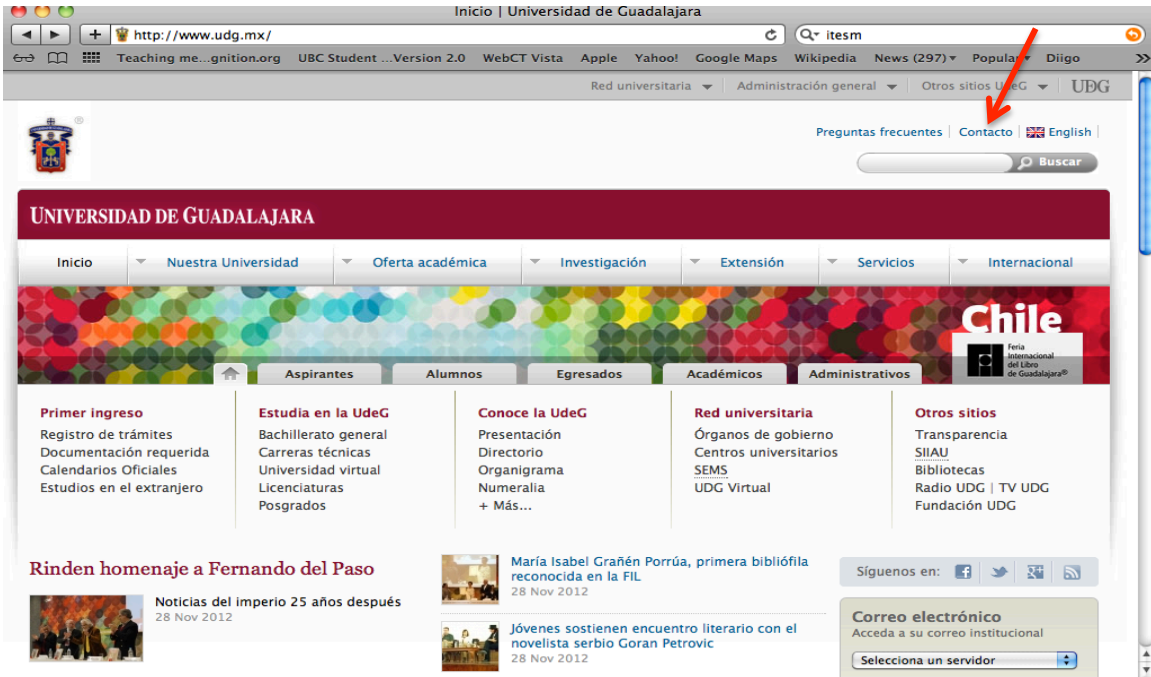 Inicio | Universidad de Guadalajara
http://www.udg.mx/
itesm
Teaching me...gnition.org UBC Student ...Version 2.0 WebCT Vista Apple Yahoo! Google Maps Wikipedia News (297) Popular Diigo
Red universitaria Administración general Otros sitios UdeG UDG
Preguntas frecuentes | Contacto | English
Buscar
UNIVERSIDAD DE GUADALAJARA
Inicio Nuestra Universidad Oferta académica Investigación Extensión Servicios Internacional
Chile
Feria
Internacional
del Libro
de Guadalajara®
Aspirantes Alumnos Egresados Académicos Administrativos
Primer ingreso
Registro de trámites
Documentación requerida
Calendarios Oficiales
Estudios en el extranjero
Estudia en la UdeG
Bachillerato general
Carreras técnicas
Universidad virtual
Licenciaturas
Posgrados
Conoce la UdeG
Presentación
Directorio
Organigrama
Numeralia
+ Más...
Red universitaria
Órganos de gobierno
Centros universitarios
SEMS
UDG Virtual
Otros sitios
Transparencia
SIIAU
Bibliotecas
Radio UDG | TV UDG
Fundación UDG
Rinden homenaje a Fernando del Paso
Noticias del imperio 25 años después
28 Nov 2012
María Isabel Grañén Porrúa, primera bibliófila
reconocida en la FIL
28 Nov 2012
Jóvenes sostienen encuentro literario con el
novelista serbio Goran Petrovic
28 Nov 2012
Síguenos en:
Correo electrónico
Acceda a su correo institucional
Selecciona un servidor